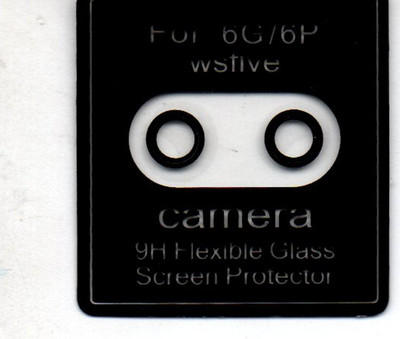 For 6G/6P
wsfive
camera
9H Flexible Glass
Screen Protector